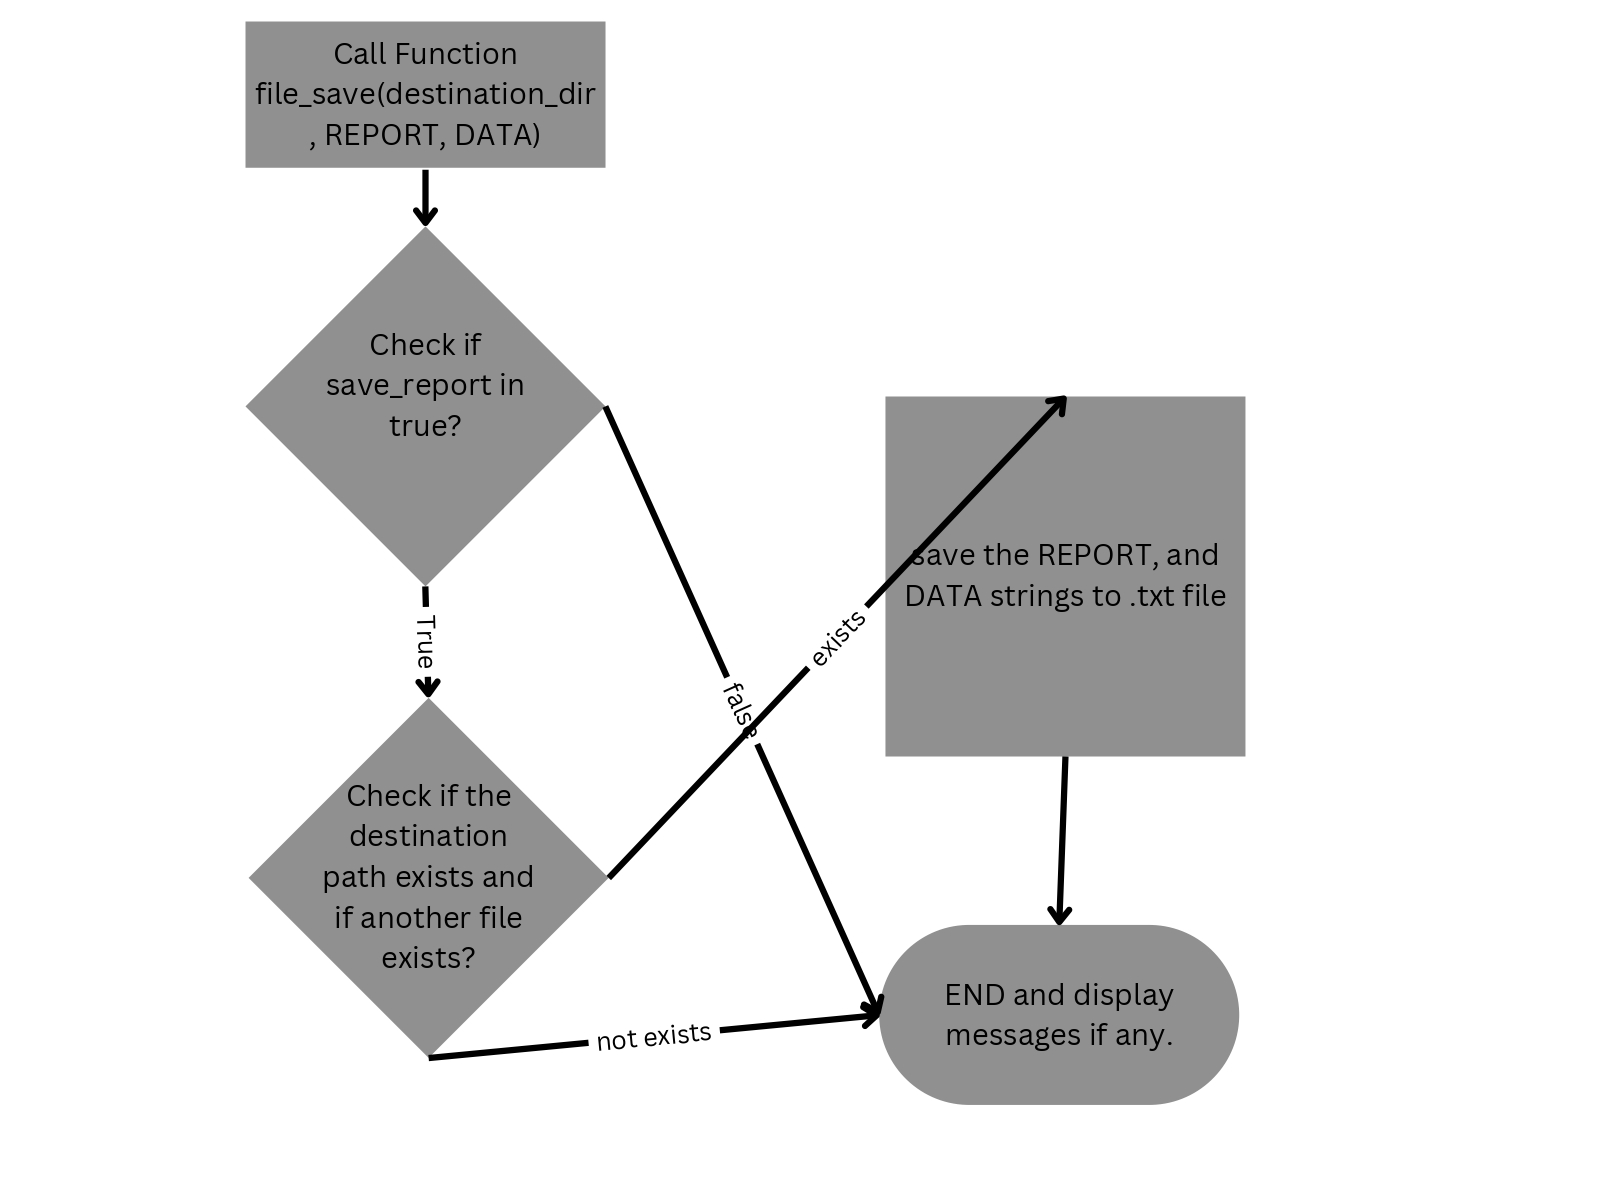 Call Function
file_save(destination_dir
, REPORT, DATA)
Check if
save_report in
true?
True
false
exists
save the REPORT, and
DATA strings to .txt file
Check if the
destination
path exists and
if another file
exists?
not exists
END and display
messages if any.